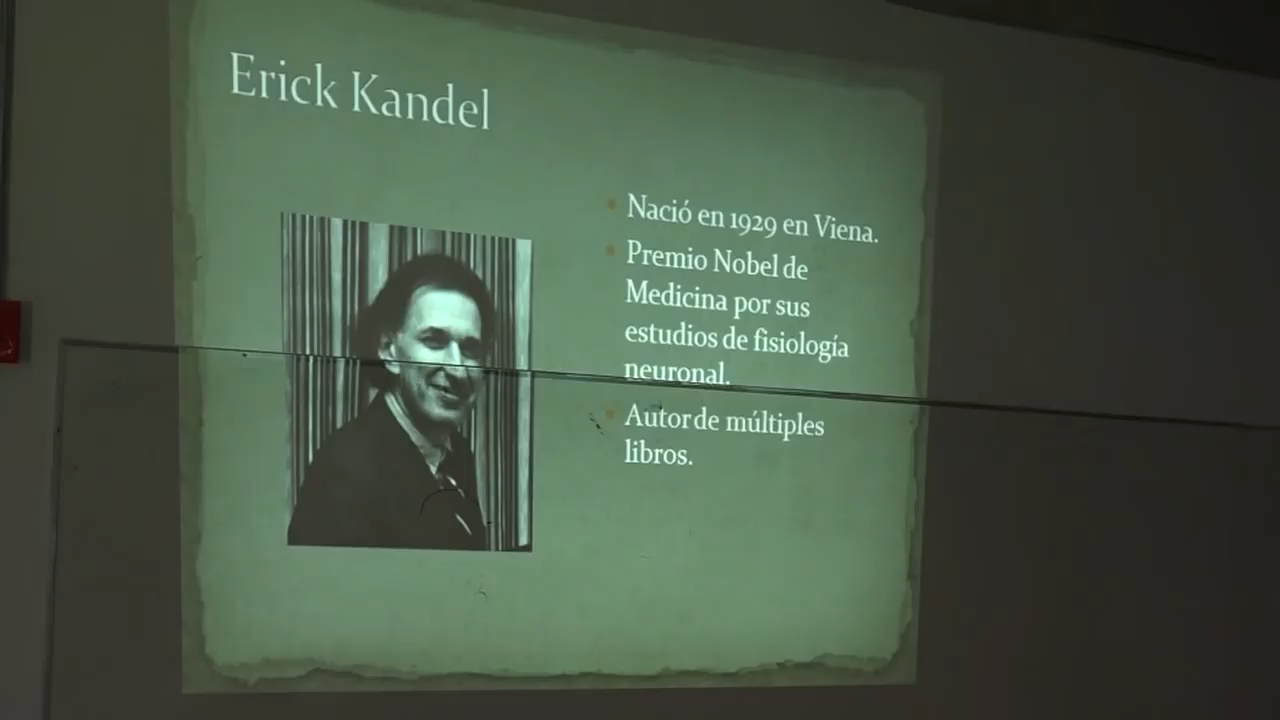 Erick Kandel
Nació en 1929 en Viena.
Premio Nobel de
Medicina por sus
estudios de fisiología
neuronal.
Autor de múltiples
libros.